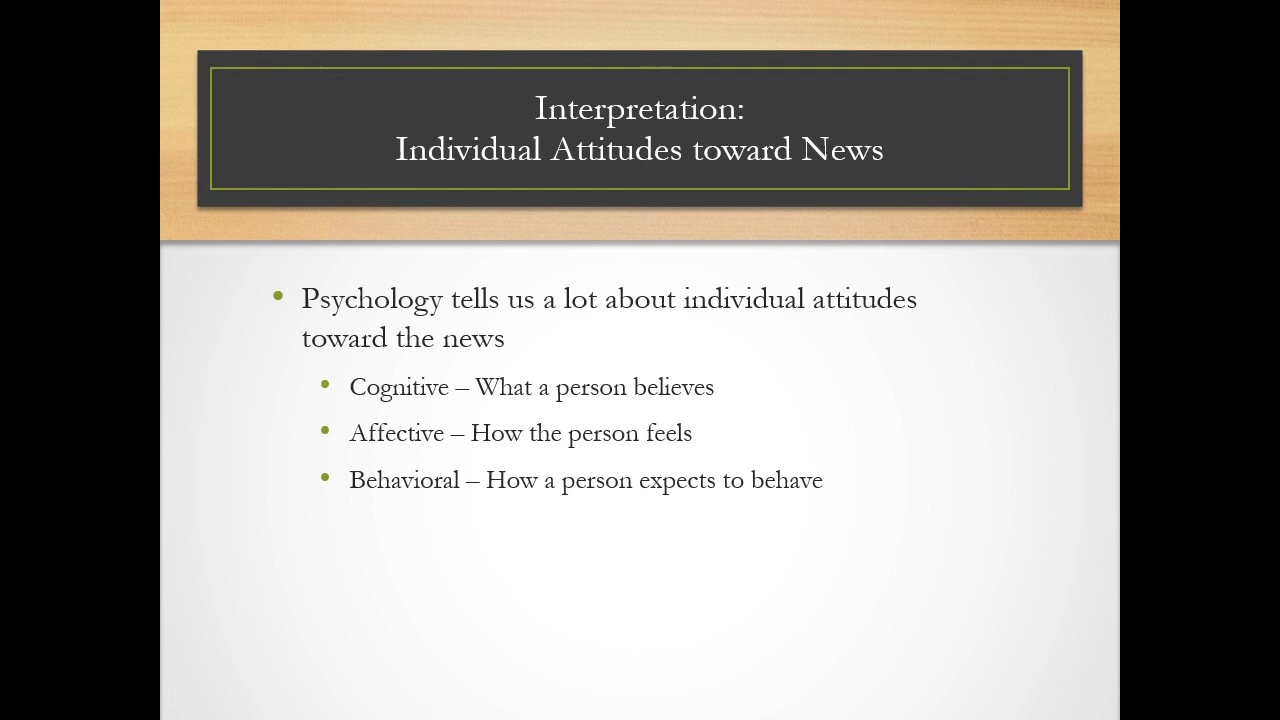 Interpretation:
Individual Attitudes toward News
• Psychology tells us a lot about individual attitudes
toward the news
• Cognitive – What a person believes
• Affective – How the person feels
• Behavioral – How a person expects to behave